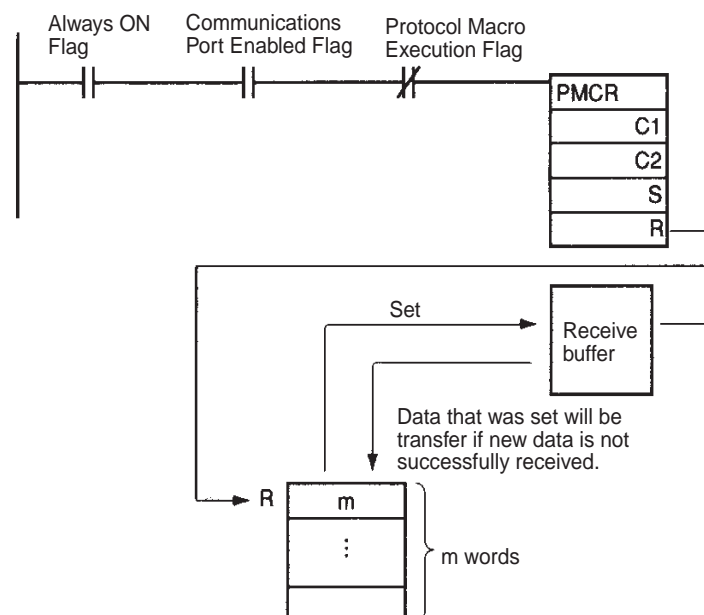 Always ON
Flag
Communications
Port Enabled Flag
Protocol Macro
Execution Flag
PMCR
C1
C2
S
R
Set
Receive
buffer
Data that was set will be
transfer if new data is not
successfully received.
R
m
⋮
m words